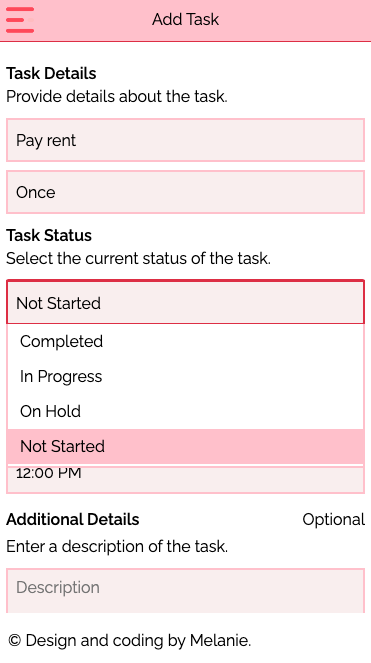 Add Task
Task Details
Provide details about the task.
Pay rent
Once
Task Status
Select the current status of the task.
Not Started
Completed
In Progress
On Hold
Not Started
12:00 PM
Additional Details Optional
Enter a description of the task.
Description
© Design and coding by Melanie.